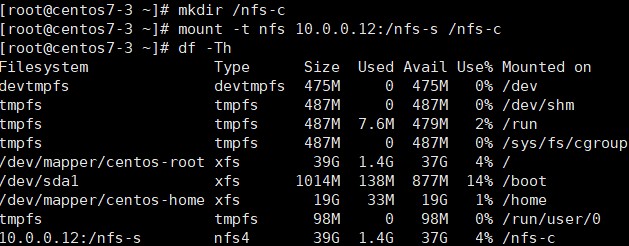 [root@centos7-3 ~]# mkdir /nfs-c
[root@centos7-3 ~]# mount -t nfs 10.0.0.12:/nfs-s /nfs-c
[root@centos7-3 ~]# df -Th
Filesystem Type Size Used Avail Use% Mounted on
devtmpfs devtmpfs 475M 0 475M 0% /dev
tmpfs tmpfs 487M 0 487M 0% /dev/shm
tmpfs tmpfs 487M 7.6M 479M 2% /run
tmpfs tmpfs 487M 0 487M 0% /sys/fs/cgroup
/dev/mapper/centos-root xfs 39G 1.4G 37G 4% /
/dev/sda1 xfs 1014M 138M 877M 14% /boot
/dev/mapper/centos-home xfs 19G 33M 19G 1% /home
tmpfs tmpfs 98M 0 98M 0% /run/user/0
10.0.0.12:/nfs-s nfs4 39G 1.4G 37G 4% /nfs-c